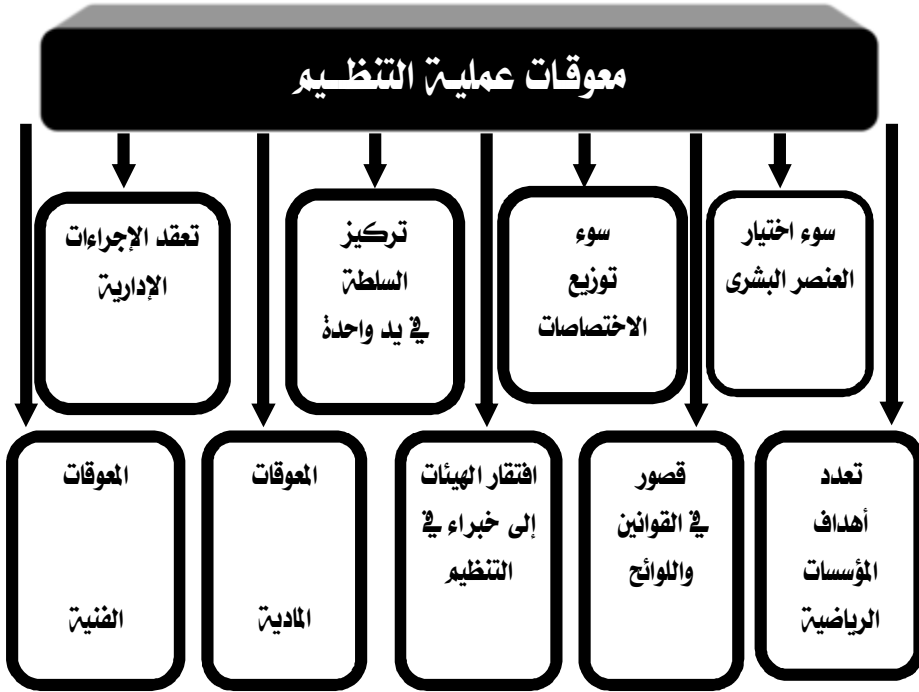 معوقات عملية التنظـــيم
سوء اختيار
العنصر البشرى
سوء
توزيع
الاختصاصات
تركيز
السلطة
في يد واحدة
تعقد الإجراءات
الإدارية
تعدد
أهداف
المؤسسات
الرياضية
قصور
في القوانين
واللوائح
افتقار الهيئات
إلى خبراء في
التنظيم
المعوقات
المادية
المعوقات
الفنية